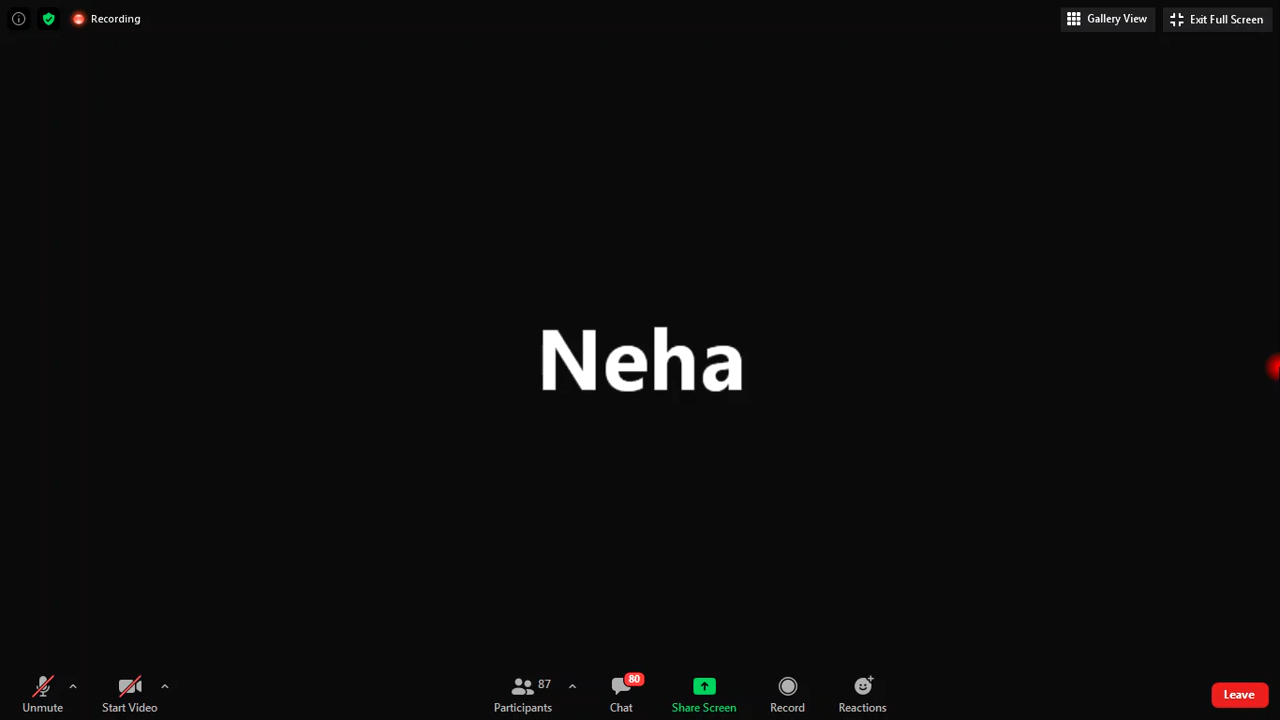 Recording
Gallery View
Exit Full Screen
Neha
Unmute
Start Video
87
Participants
80
Chat
Share Screen
Record
Reactions
Leave